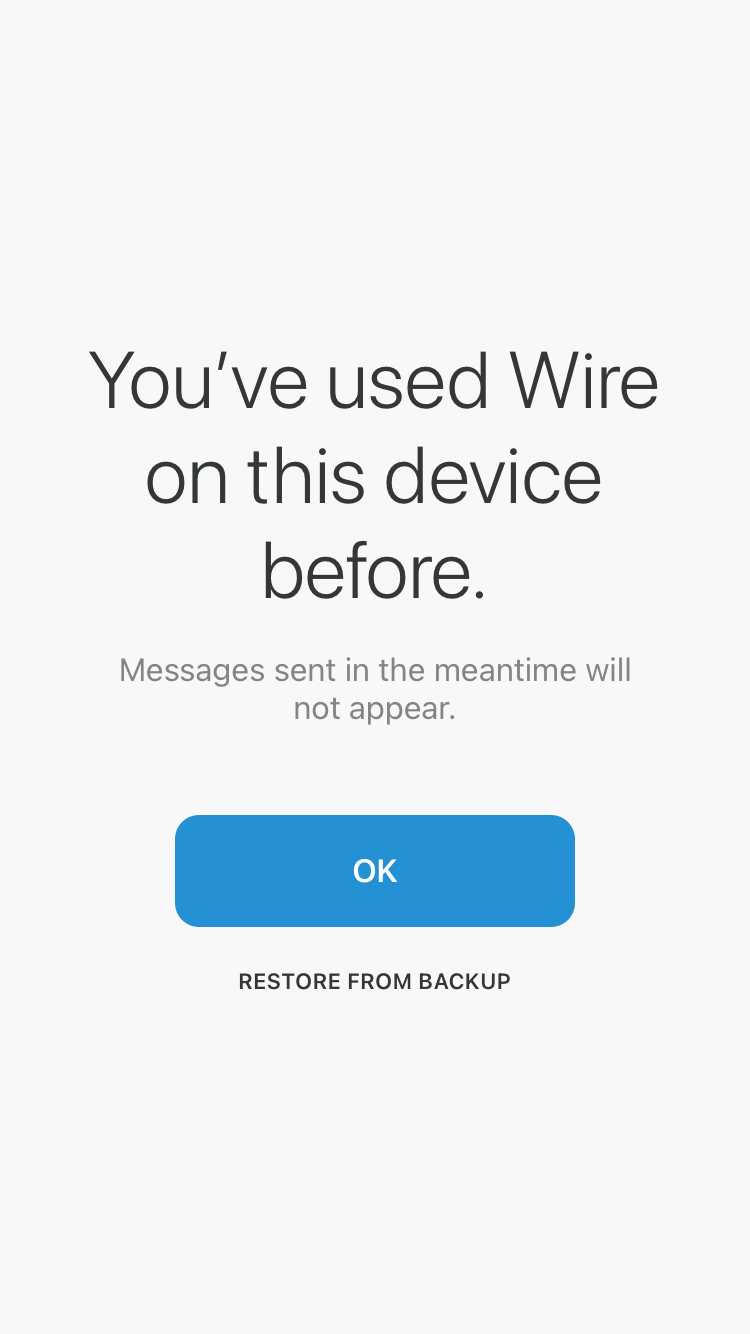 You’ve used Wire
on this device
before.
Messages sent in the meantime will
not appear.
OK
RESTORE FROM BACKUP